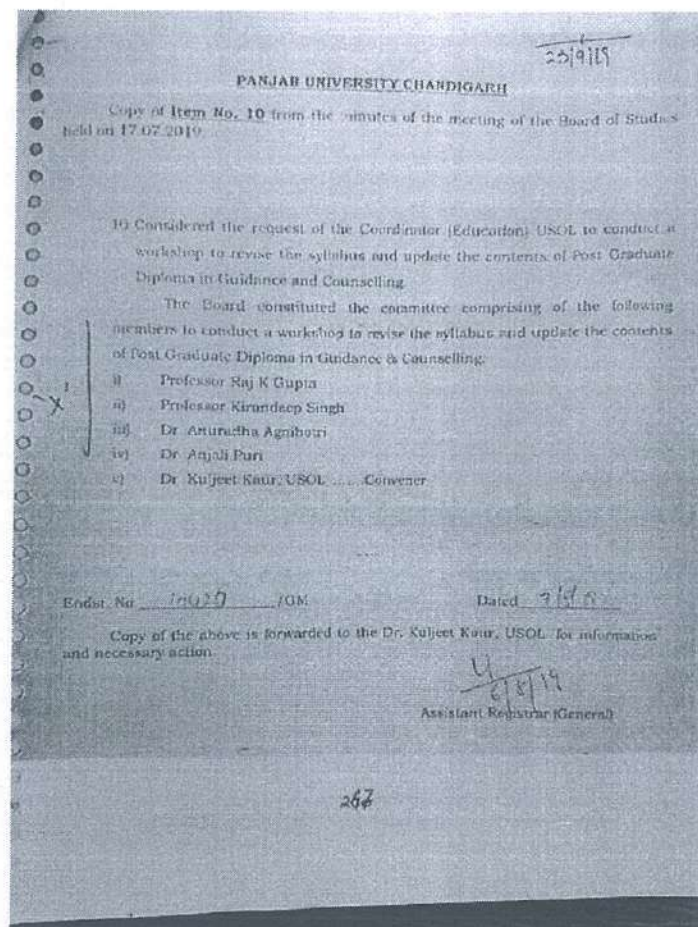 23/9/19
PANJAB UNIVERSITY CHANDIGARH
Copy of Item No. 10 from the minutes of the meeting of the Board of Studies
held on 17.07.2019
10 Considered the request of the Coordinator (Education) USOL to conduct a
workshop to revise the syllabus and update the contents of Post Graduate
Diploma in Guidance and Counselling.
The Board constituted the committee comprising of the following
members to conduct a workshop to revise the syllabus and update the contents
of Post Graduate Diploma in Guidance & Counselling.
i) Professor Raj K Gupta
ii) Professor Kirandeep Singh
iii) Dr. Anuradha Agnihotri
iv) Dr. Anjali Puri
v) Dr. Kuljeet Kaur, USOL ......Convener
Endst. No /GM Dated
Copy of the above is forwarded to the Dr. Kuljeet Kaur, USOL for information
and necessary action.
6/8/19
Assistant Registrar (General)